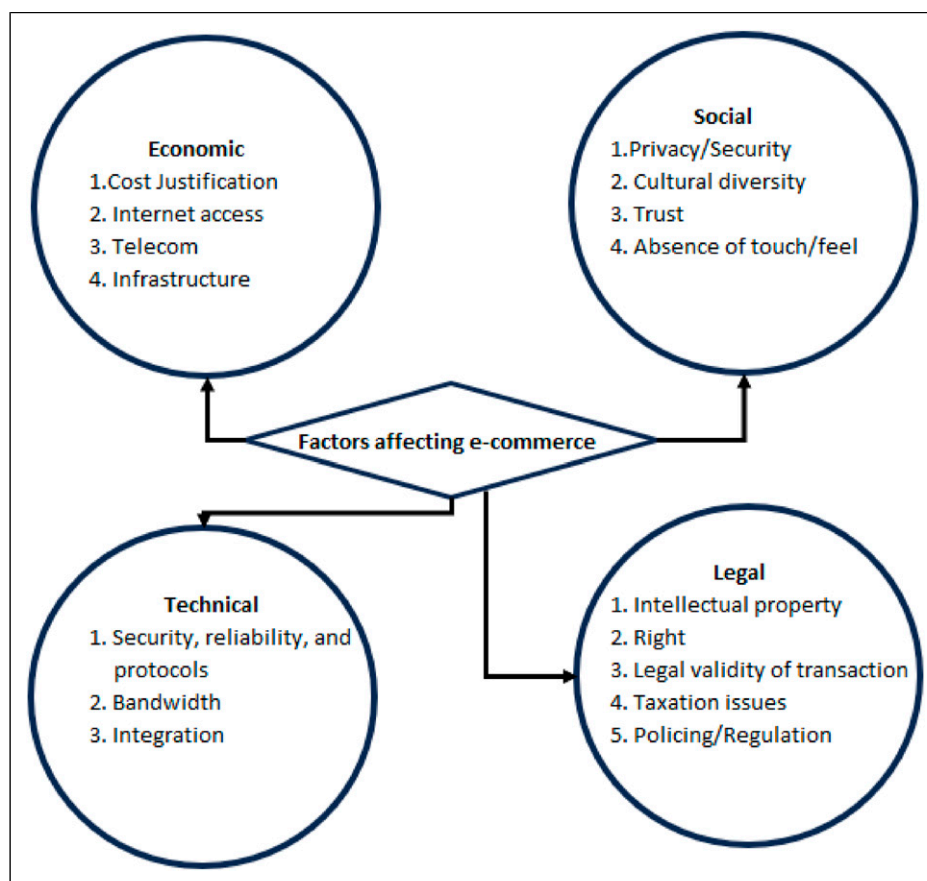 Economic
1.Cost Justification
2. Internet access
3. Telecom
4. Infrastructure
Social
1.Privacy/Security
2. Cultural diversity
3. Trust
4. Absence of touch/feel
Factors affecting e-commerce
Technical
1. Security, reliability, and
protocols
2. Bandwidth
3. Integration
Legal
1. Intellectual property
2. Right
3. Legal validity of transaction
4. Taxation issues
5. Policing/Regulation